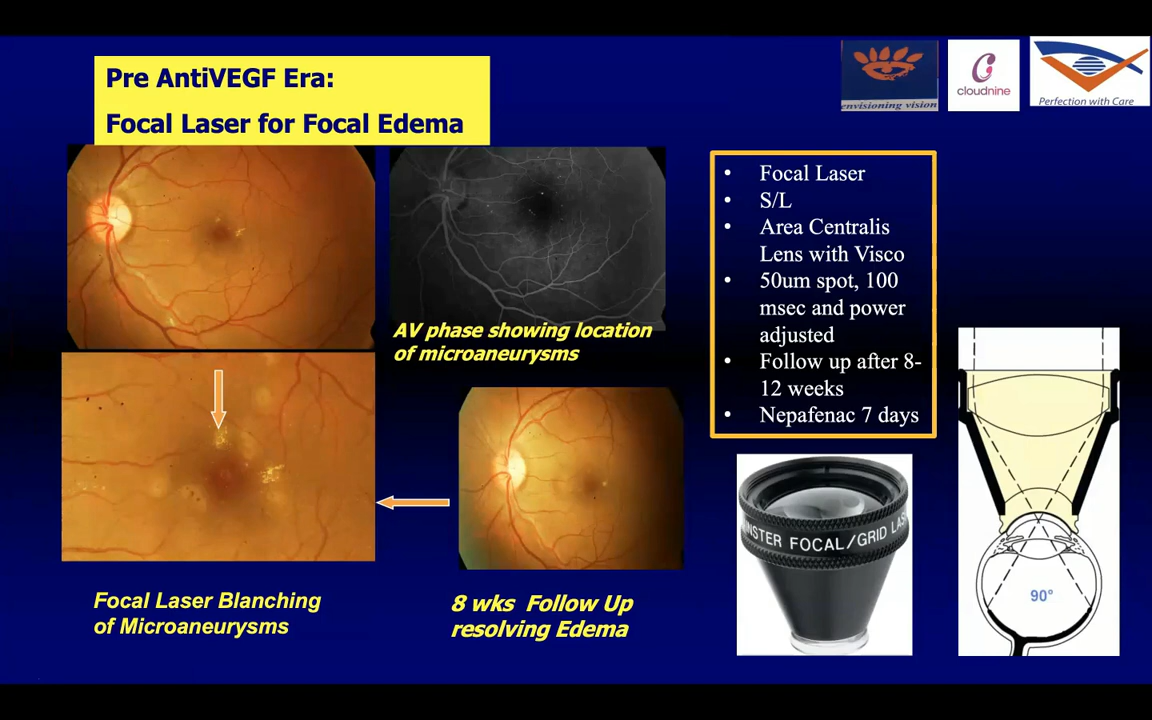 Pre AntiVEGF Era:
Focal Laser for Focal Edema
envisioning vision
cloudnine
Perfection with Care
AV phase showing location
of microaneurysms
• Focal Laser
• S/L
• Area Centralis
Lens with Visco
• 50um spot, 100
msec and power
adjusted
• Follow up after 8-
12 weeks
• Nepafenac 7 days
Focal Laser Blanching
of Microaneurysms
8 wks Follow Up
resolving Edema
FOCAL/GRID
90°